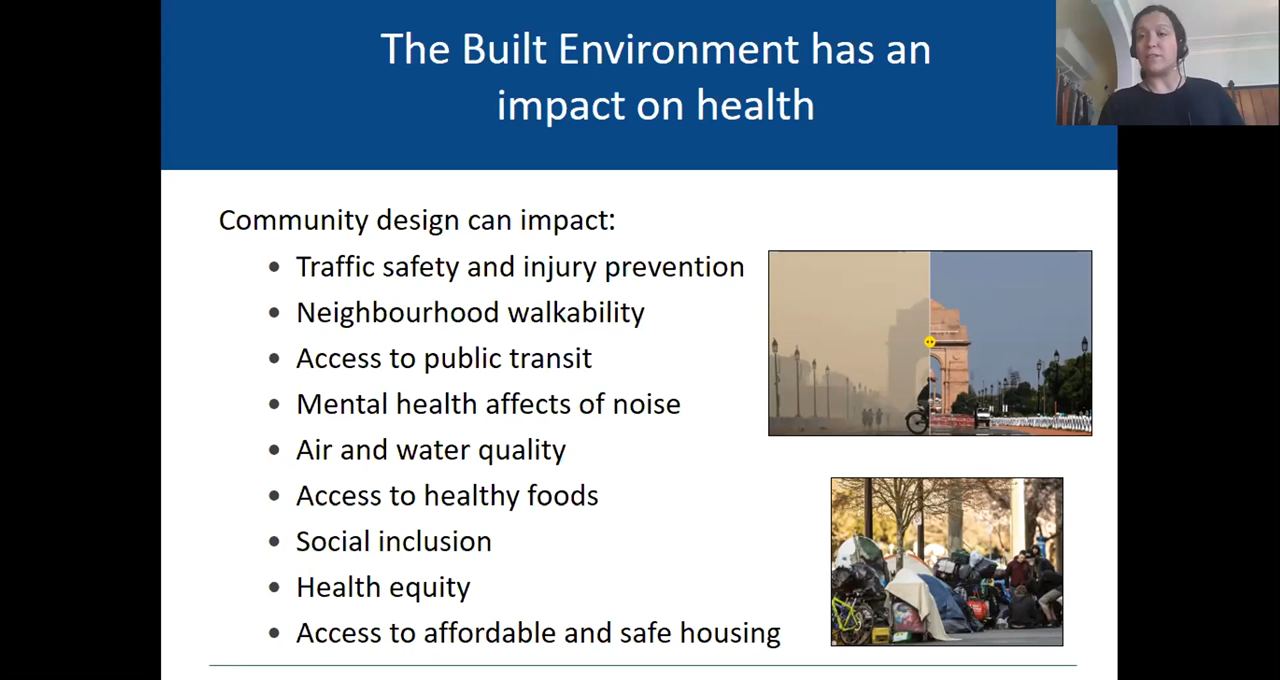 The Built Environment has an
impact on health
Community design can impact:
• Traffic safety and injury prevention
• Neighbourhood walkability
• Access to public transit
• Mental health affects of noise
• Air and water quality
• Access to healthy foods
• Social inclusion
• Health equity
• Access to affordable and safe housing